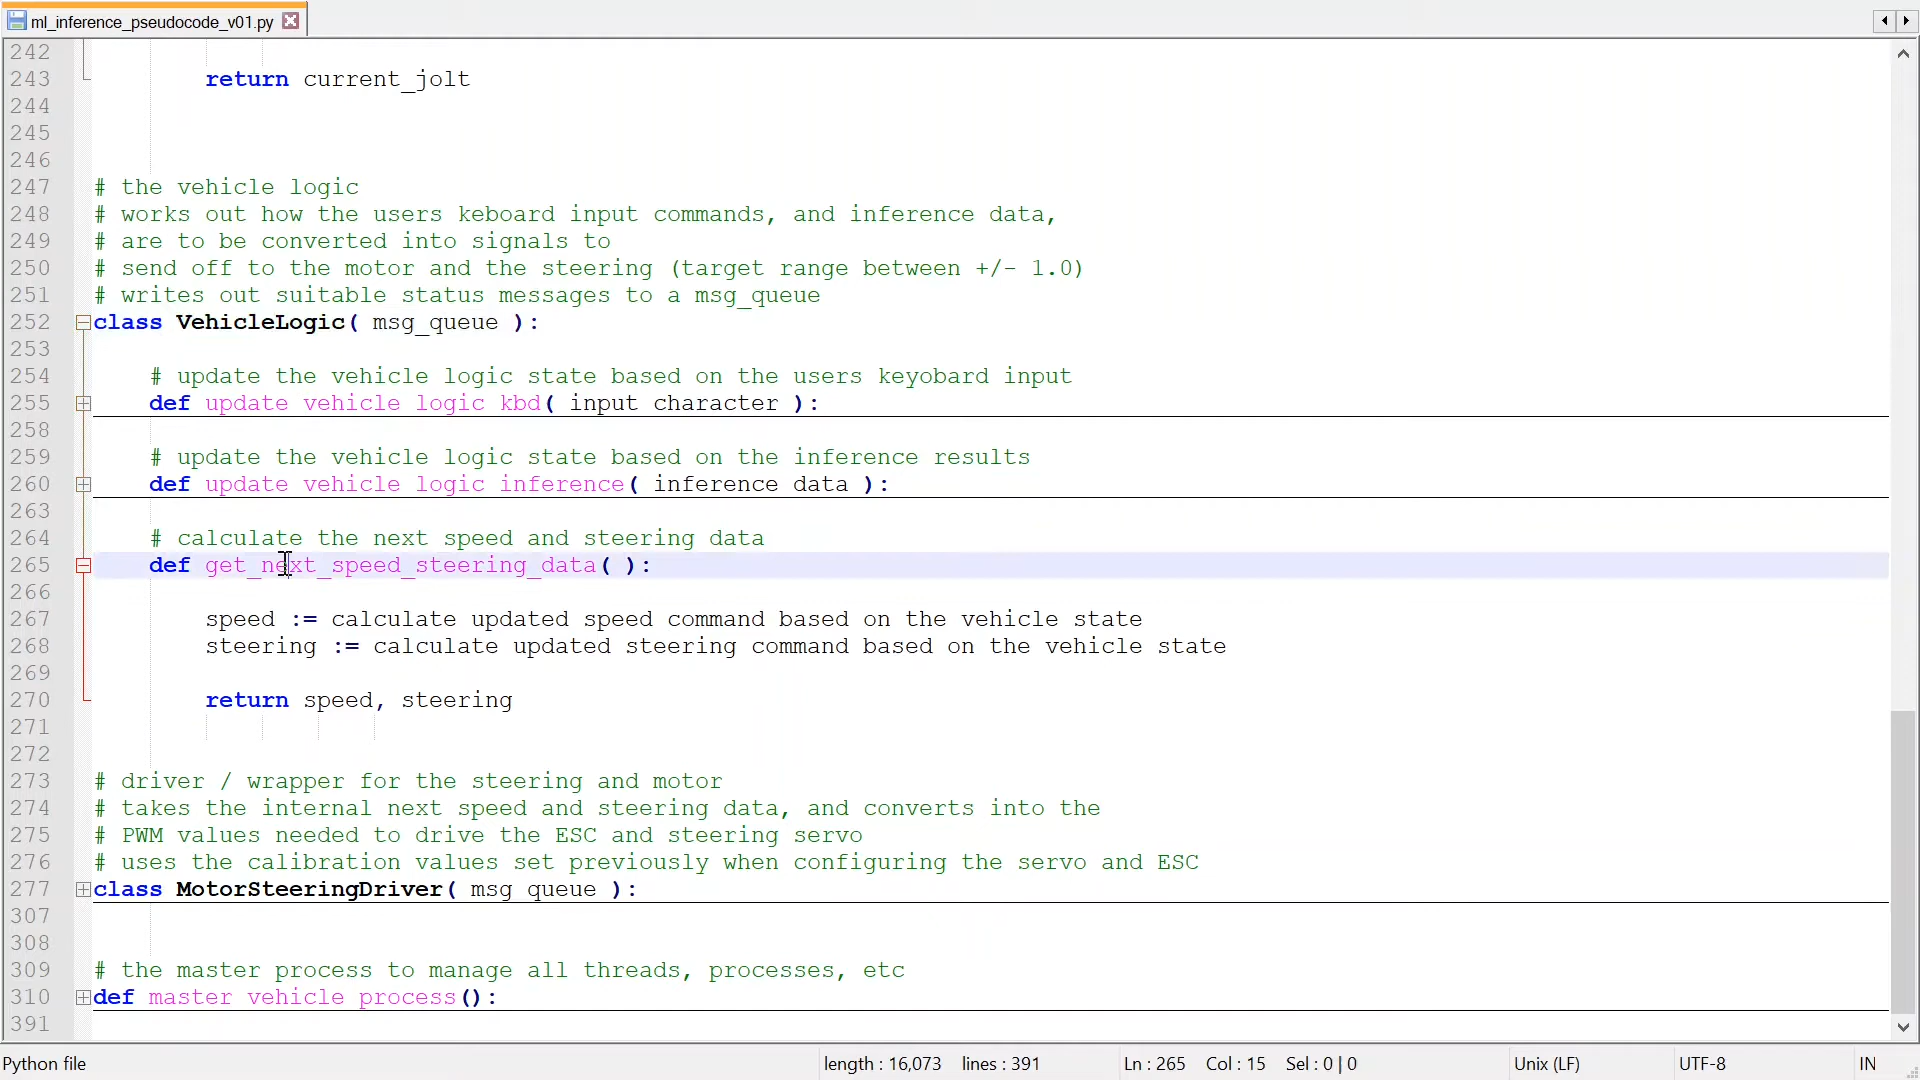 ml_inference_pseudocode_v01.py
242
243 return current_jolt
244
245
246
247 # the vehicle logic
248 # works out how the users keboard input commands, and inference data,
249 # are to be converted into signals to
250 # send off to the motor and the steering (target range between +/- 1.0)
251 # writes out suitable status messages to a msg_queue
252 class VehicleLogic( msg_queue ):
253
254 # update the vehicle logic state based on the users keyobard input
255 def update_vehicle_logic_kbd( input_character ):
258
259 # update the vehicle logic state based on the inference results
260 def update_vehicle_logic_inference( inference_data ):
263
264 # calculate the next speed and steering data
265 def get_next_speed_steering_data( ):
266
267 speed := calculate updated speed command based on the vehicle state
268 steering := calculate updated steering command based on the vehicle state
269
270 return speed, steering
271
272
273 # driver / wrapper for the steering and motor
274 # takes the internal next speed and steering data, and converts into the
275 # PWM values needed to drive the ESC and steering servo
276 # uses the calibration values set previously when configuring the servo and ESC
277 class MotorSteeringDriver( msg_queue ):
307
308
309 # the master process to manage all threads, processes, etc
310 def master_vehicle_process():
391
Python file length : 16,073 lines : 391 Ln : 265 Col : 15 Sel : 0 | 0 Unix (LF) UTF-8 IN